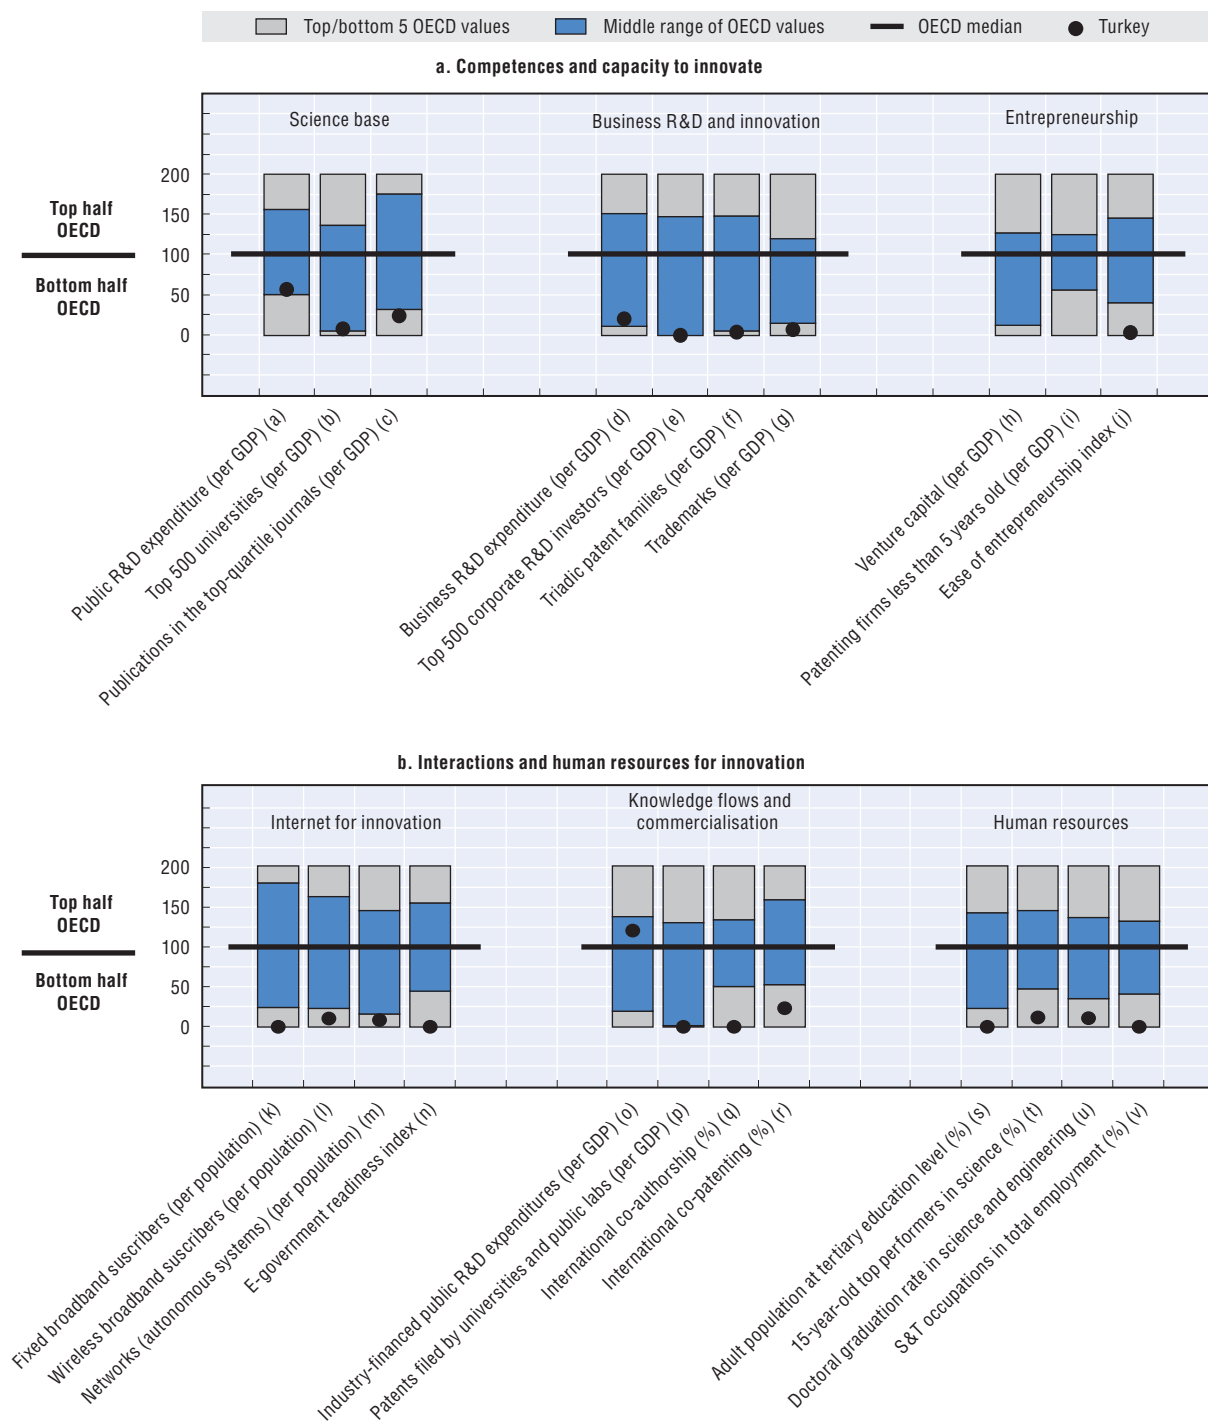 Top/bottom 5 OECD values Middle range of OECD values OECD median Turkey
a. Competences and capacity to innovate
Science base
Business R&D and innovation
Entrepreneurship
200
150
100
50
0
Top half
OECD
Bottom half
OECD
Public R&D expenditure (per GDP) (a)
Top 500 universities (per GDP) (b)
Publications in the top-quartile journals (per GDP) (c)
Business R&D expenditure (per GDP) (d)
Top 500 corporate R&D investors (per GDP) (e)
Triadic patent families (per GDP) (f)
Trademarks (per GDP) (g)
Venture capital (per GDP) (h)
Patenting firms less than 5 years old (per GDP) (i)
Ease of entrepreneurship index (j)
b. Interactions and human resources for innovation
Internet for innovation
Knowledge flows and
commercialisation
Human resources
200
150
100
50
0
Top half
OECD
Bottom half
OECD
Fixed broadband suscribers (per population) (k)
Wireless broadband suscribers (per population) (l)
Networks (autonomous systems) (per population) (m)
E-government readiness index (n)
Industry-financed public R&D expenditures (per GDP) (o)
Patents filed by universities and public labs (per GDP) (p)
International co-authorship (%) (q)
International co-patenting (%) (r)
Adult population at tertiary education level (%) (s)
15-year-old top performers in science (%) (t)
Doctoral graduation rate in science and engineering (u)
S&T occupations in total employment (%) (v)